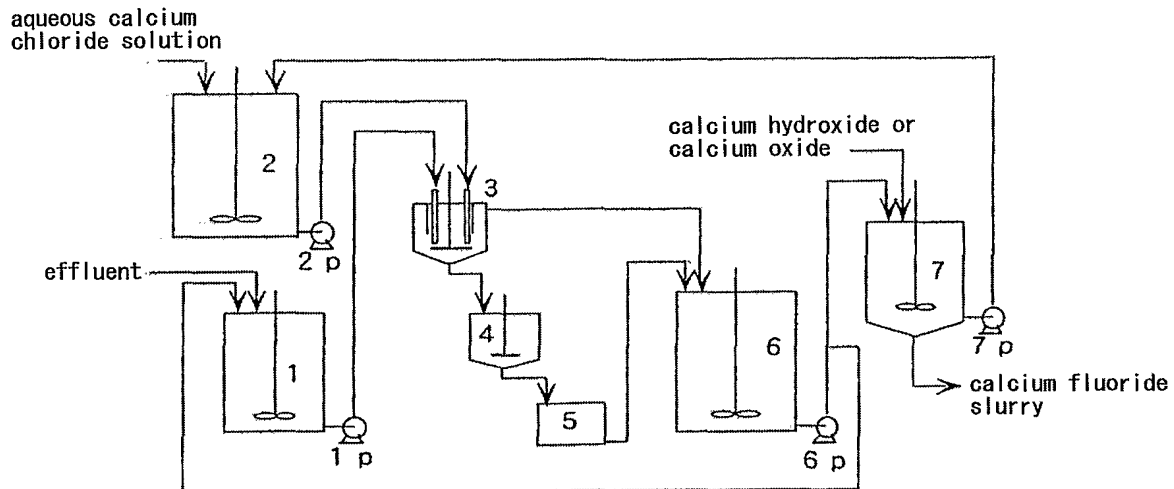 aqueous calcium
chloride solution
2
2 p
3
calcium hydroxide or
calcium oxide
7
7 p
effluent
1
1 p
4
5
6
6 p
calcium fluoride
slurry